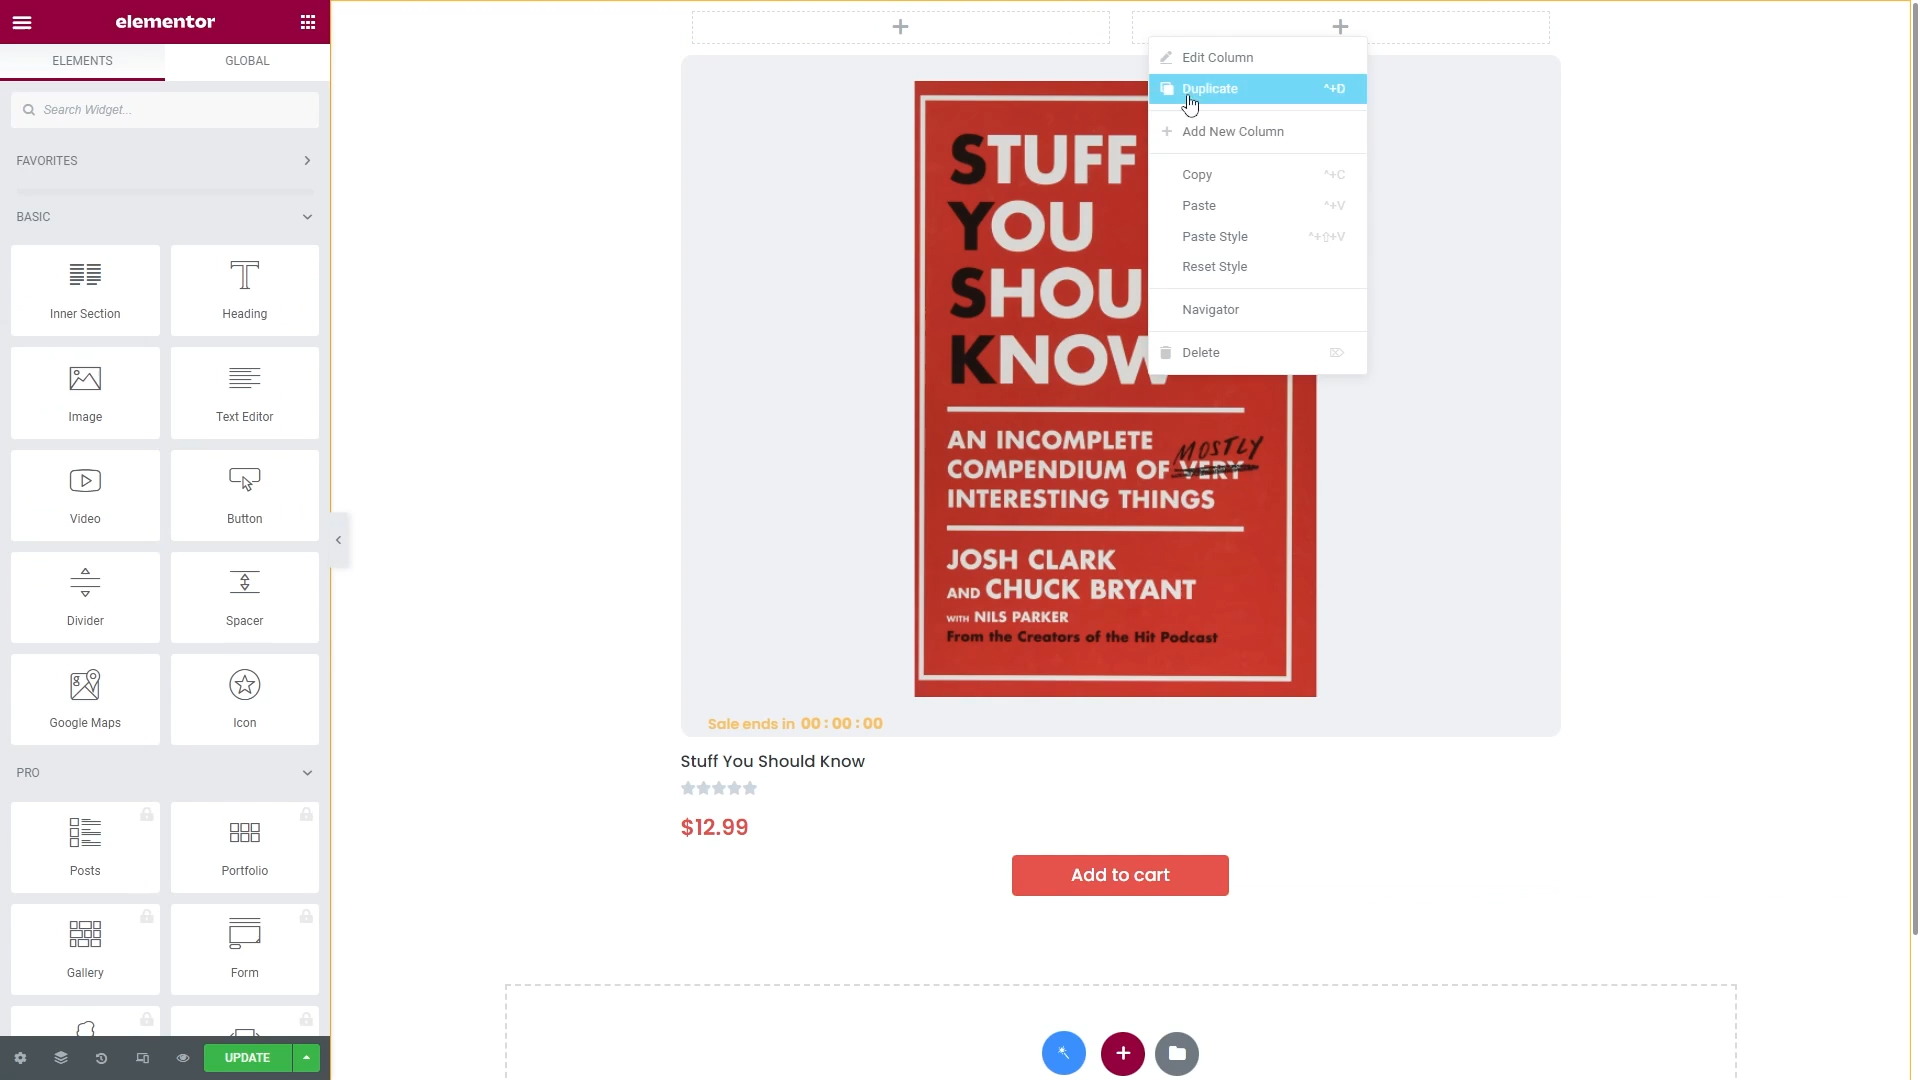 elementor
ELEMENTS
GLOBAL
Search Widget...
FAVORITES
BASIC
Inner Section
Heading
Image
Text Editor
Video
Button
Divider
Spacer
Google Maps
Icon
PRO
Posts
Portfolio
Gallery
Form
UPDATE
Edit Column
Duplicate ^+D
Add New Column
Copy ^+C
Paste ^+V
Paste Style ^+⇧+V
Reset Style
Navigator
Delete
STUFF
YOU
SHOU
KNOW
AN INCOMPLETE
MOSTLY
COMPENDIUM OF VERY
INTERESTING THINGS
JOSH CLARK
AND CHUCK BRYANT
WITH NILS PARKER
From the Creators of the Hit Podcast
Sale ends in 00 : 00 : 00
Stuff You Should Know
$12.99
Add to cart